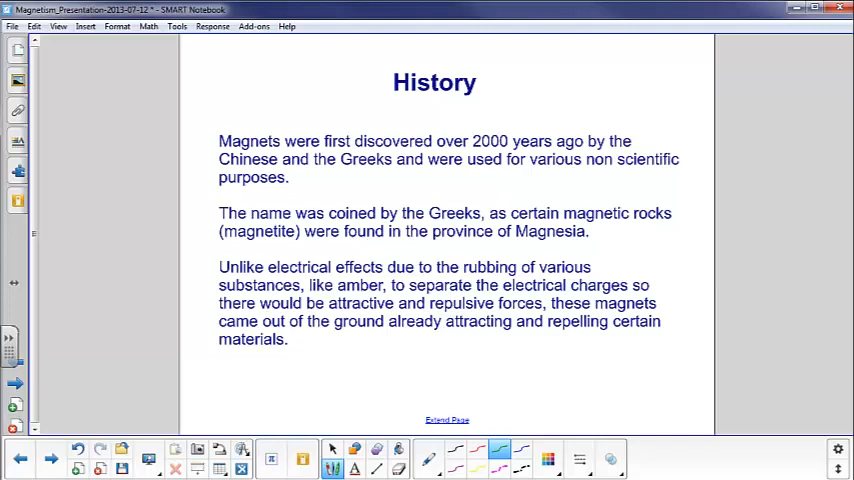 Magnetism_Presentation-2013-07-12 * - SMART Notebook
File Edit View Insert Format Math Tools Response Add-ons Help
History
Magnets were first discovered over 2000 years ago by the
Chinese and the Greeks and were used for various non scientific
purposes.
The name was coined by the Greeks, as certain magnetic rocks
(magnetite) were found in the province of Magnesia.
Unlike electrical effects due to the rubbing of various
substances, like amber, to separate the electrical charges so
there would be attractive and repulsive forces, these magnets
came out of the ground already attracting and repelling certain
materials.
Extend Page